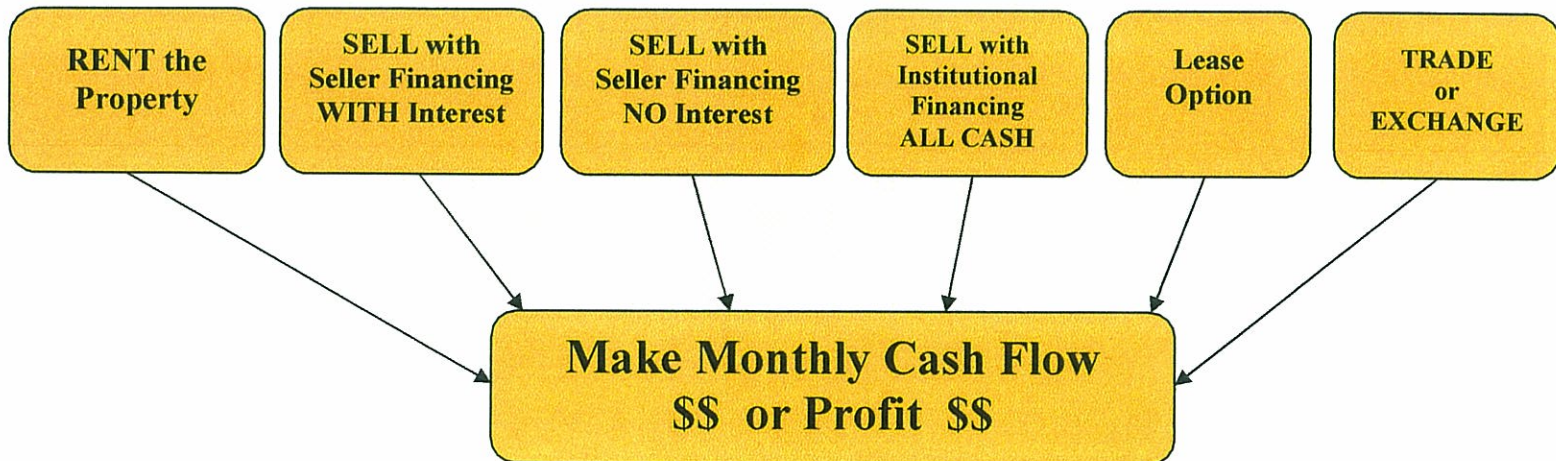 RENT the
Property
SELL with
Seller Financing
WITH Interest
SELL with
Seller Financing
NO Interest
SELL with
Institutional
Financing
ALL CASH
Lease
Option
TRADE
or
EXCHANGE
Make Monthly Cash Flow
$$ or Profit $$